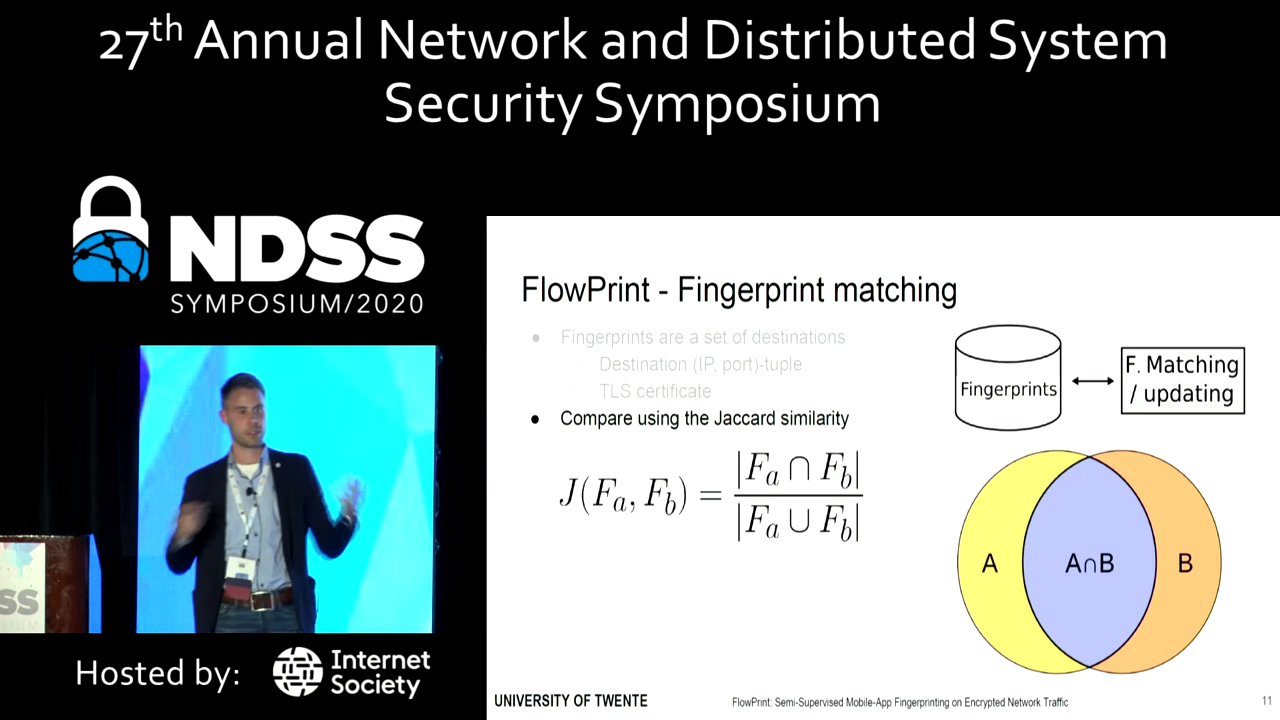 27th Annual Network and Distributed System
Security Symposium
NDSS
SYMPOSIUM/2020
FlowPrint - Fingerprint matching
• Fingerprints are a set of destinations
Destination (IP, port)-tuple
TLS certificate
• Compare using the Jaccard similarity
J(Fa, Fb) = |Fa ∩ Fb| / |Fa ∪ Fb|
Fingerprints
F. Matching
/ updating
A
A∩B
B
SS
Hosted by:
Internet
Society
UNIVERSITY OF TWENTE
FlowPrint: Semi-Supervised Mobile-App Fingerprinting on Encrypted Network Traffic
11